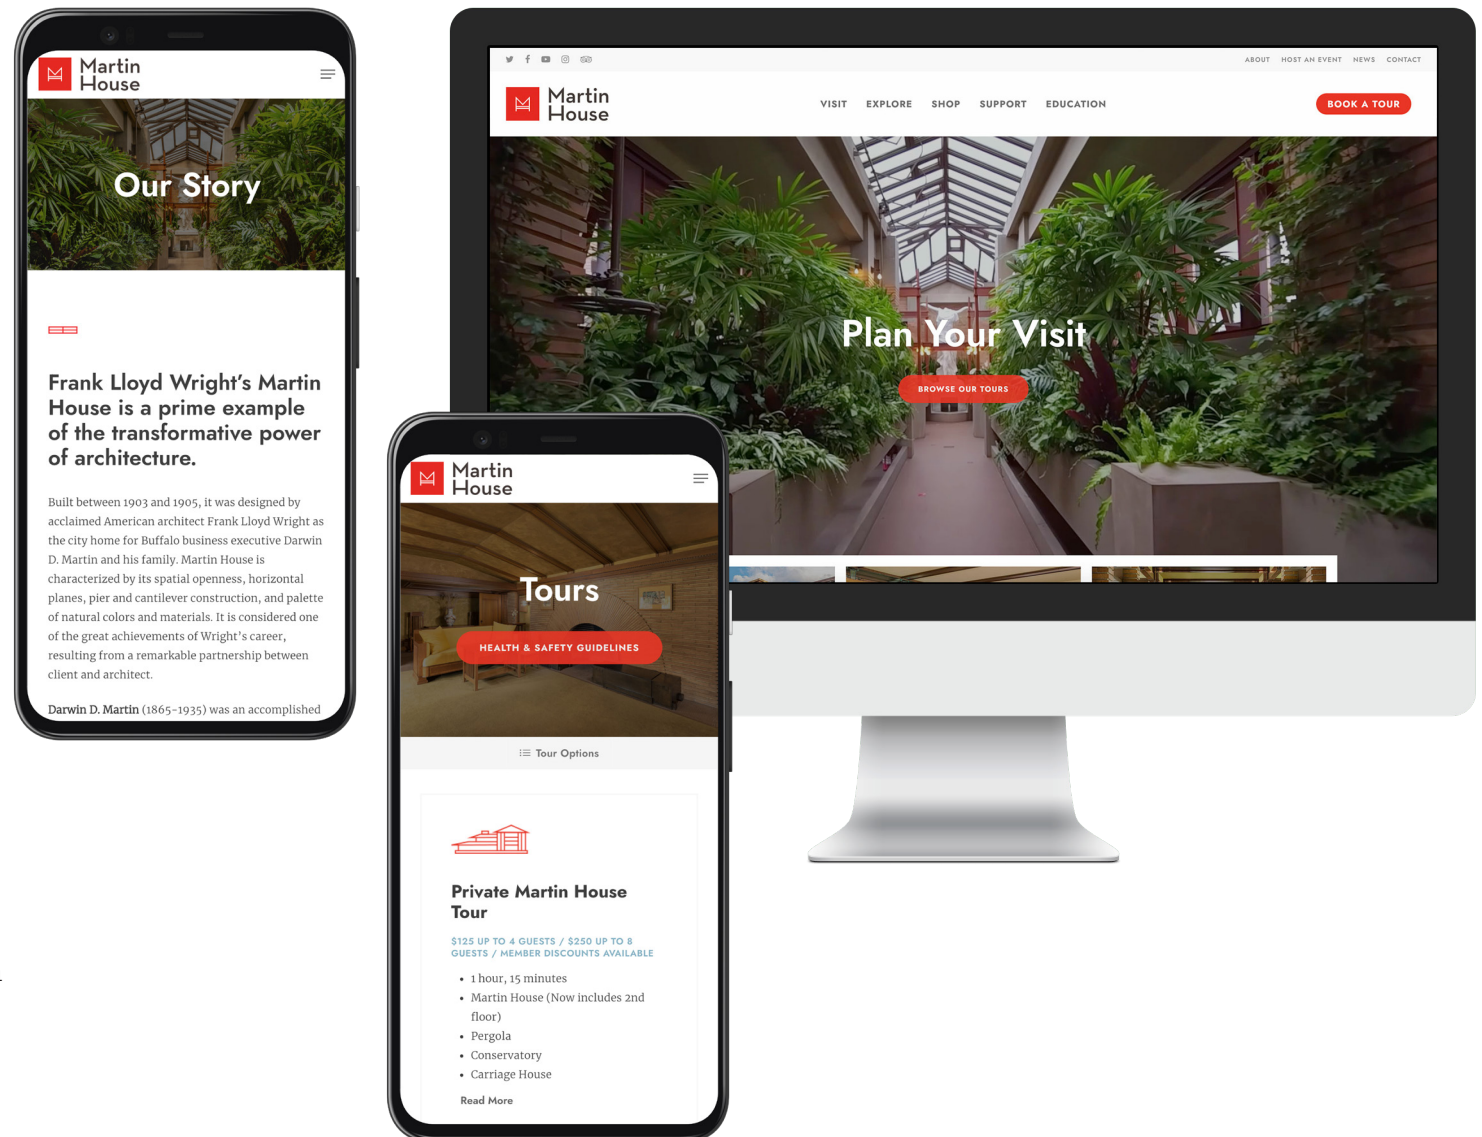 Martin
House
Our Story
Frank Lloyd Wright's Martin
House is a prime example
of the transformative power
of architecture.
Built between 1903 and 1905, it was designed by
acclaimed American architect Frank Lloyd Wright as
the city home for Buffalo business executive Darwin
D. Martin and his family. Martin House is
characterized by its spatial openness, horizontal
planes, pier and cantilever construction, and palette
of natural colors and materials. It is considered one
of the great achievements of Wright's career,
resulting from a remarkable partnership between
client and architect.
Darwin D. Martin (1865-1935) was an accomplished
ABOUT HOST AN EVENT NEWS CONTACT
Martin
House
VISIT EXPLORE SHOP SUPPORT EDUCATION
BOOK A TOUR
Plan Your Visit
BROWSE OUR TOURS
Martin
House
Tours
HEALTH & SAFETY GUIDELINES
Tour Options
Private Martin House
Tour
$125 UP TO 4 GUESTS / $250 UP TO 8
GUESTS / MEMBER DISCOUNTS AVAILABLE
• 1 hour, 15 minutes
• Martin House (Now includes 2nd
floor)
• Pergola
• Conservatory
• Carriage House
Read More